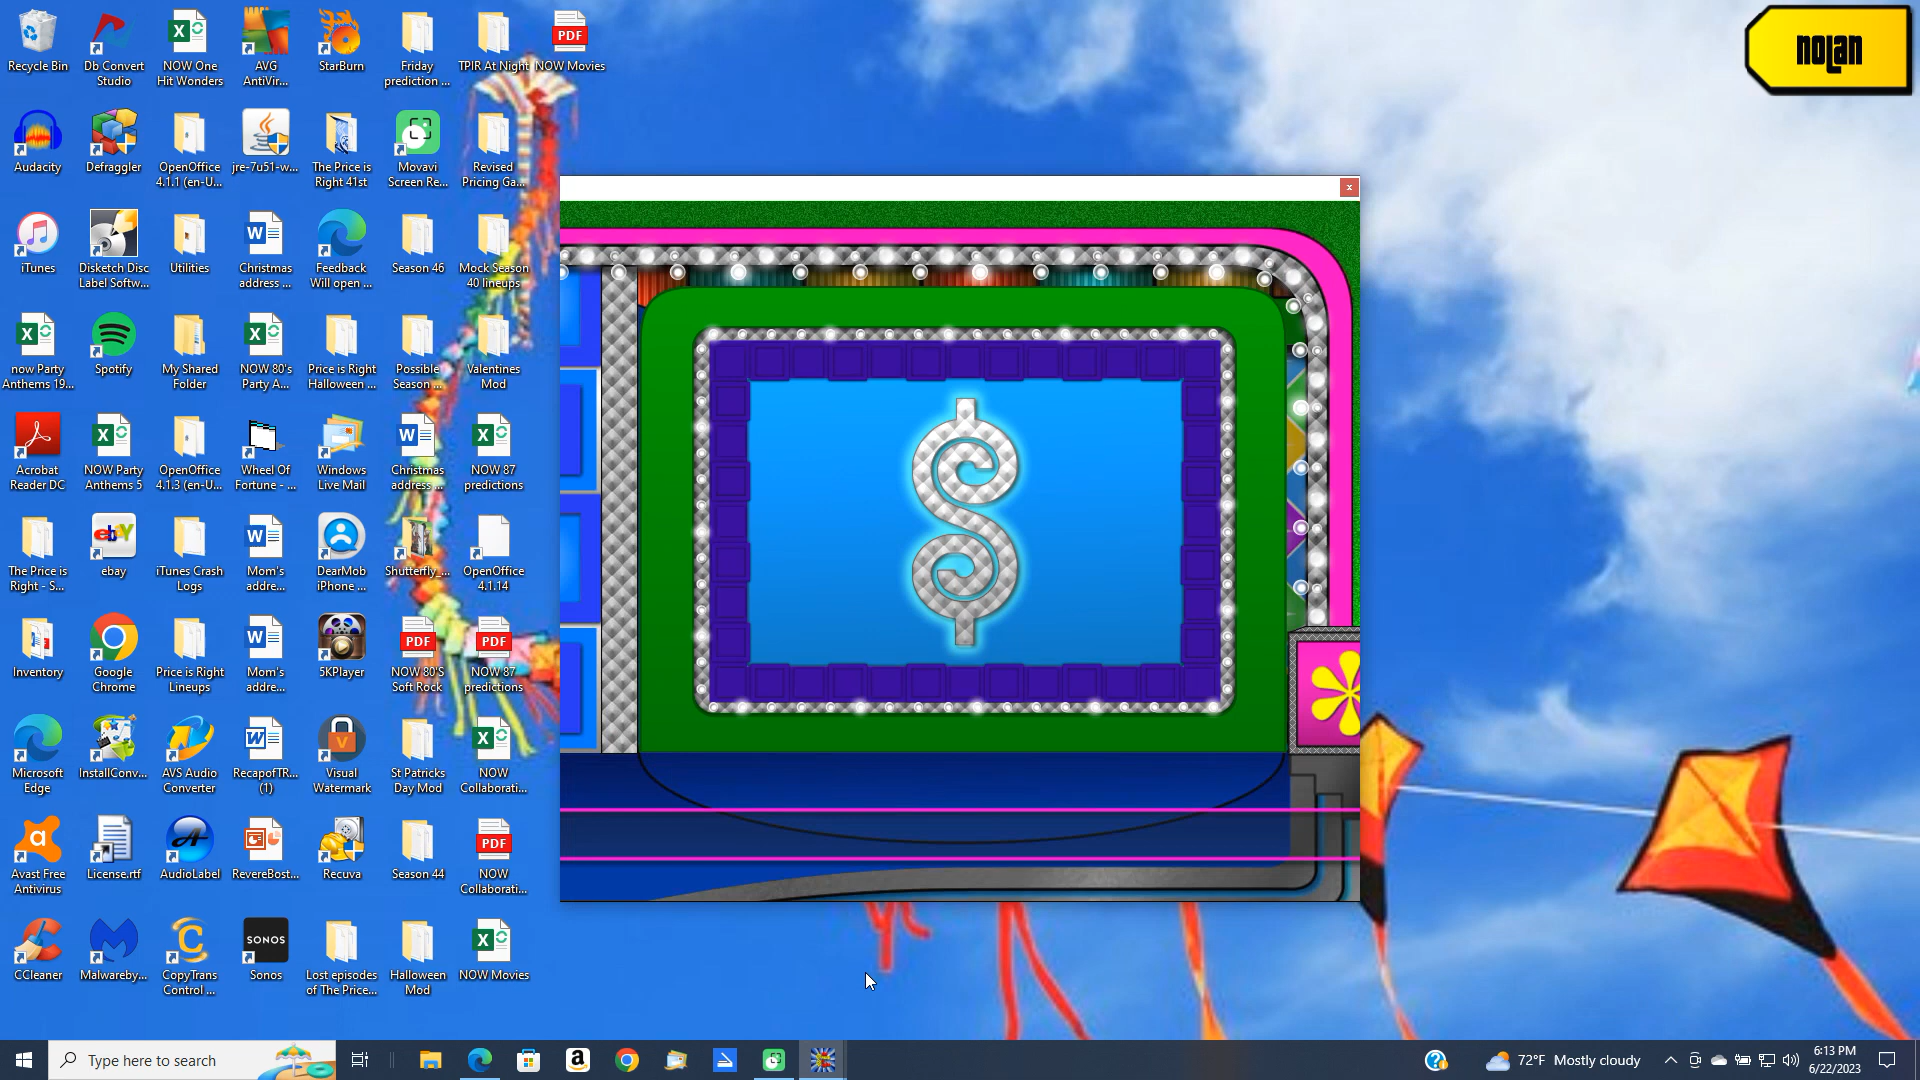 Recycle Bin
Db Convert
Studio
NOW One
Hit Wonders
AVG
AntiVir...
StarBurn
Friday
prediction ...
TPIR At Night
PDF
NOW Movies
NOLAN
Audacity
Defraggler
OpenOffice
4.1.1 (en-U...
jre-7u51-w...
The Price is
Right 41st
Movavi
Screen Re...
Revised
Pricing Ga...
iTunes
Disketch Disc
Label Softw...
Utilities
Christmas
address ...
Feedback
Will open ...
Season 46
Mock Season
40 lineups
now Party
Anthems 19...
Spotify
My Shared
Folder
NOW 80's
Party A...
Price is Right
Halloween ...
Possible
Season ...
Valentines
Mod
Acrobat
Reader DC
NOW Party
Anthems 5
OpenOffice
4.1.3 (en-U...
Wheel Of
Fortune - ...
Windows
Live Mail
Christmas
address ...
NOW 87
predictions
The Price is
Right - S...
ebay
ebay
iTunes Crash
Logs
Mom's
addre...
DearMob
iPhone ...
Shutterfly_...
OpenOffice
4.1.14
Inventory
Google
Chrome
Price is Right
Lineups
Mom's
addre...
5KPlayer
PDF
NOW 80'S
Soft Rock
PDF
NOW 87
predictions
Microsoft
Edge
InstallConv...
AVS Audio
Converter
RecapofTR...
(1)
Visual
Watermark
St Patricks
Day Mod
NOW
Collaborati...
Avast Free
Antivirus
License.rtf
AudioLabel
RevereBost...
Recuva
Season 44
PDF
NOW
Collaborati...
CCleaner
Malwareby...
CopyTrans
Control ...
SONOS
Sonos
Lost episodes
of The Price...
Halloween
Mod
NOW Movies
Type here to search
72°F Mostly cloudy
6:13 PM
6/22/2023